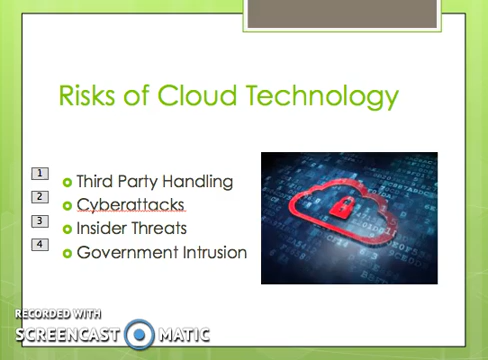 Risks of Cloud Technology
1 Third Party Handling
2 Cyberattacks
3 Insider Threats
4 Government Intrusion
RECORDED WITH
SCREENCAST MATIC